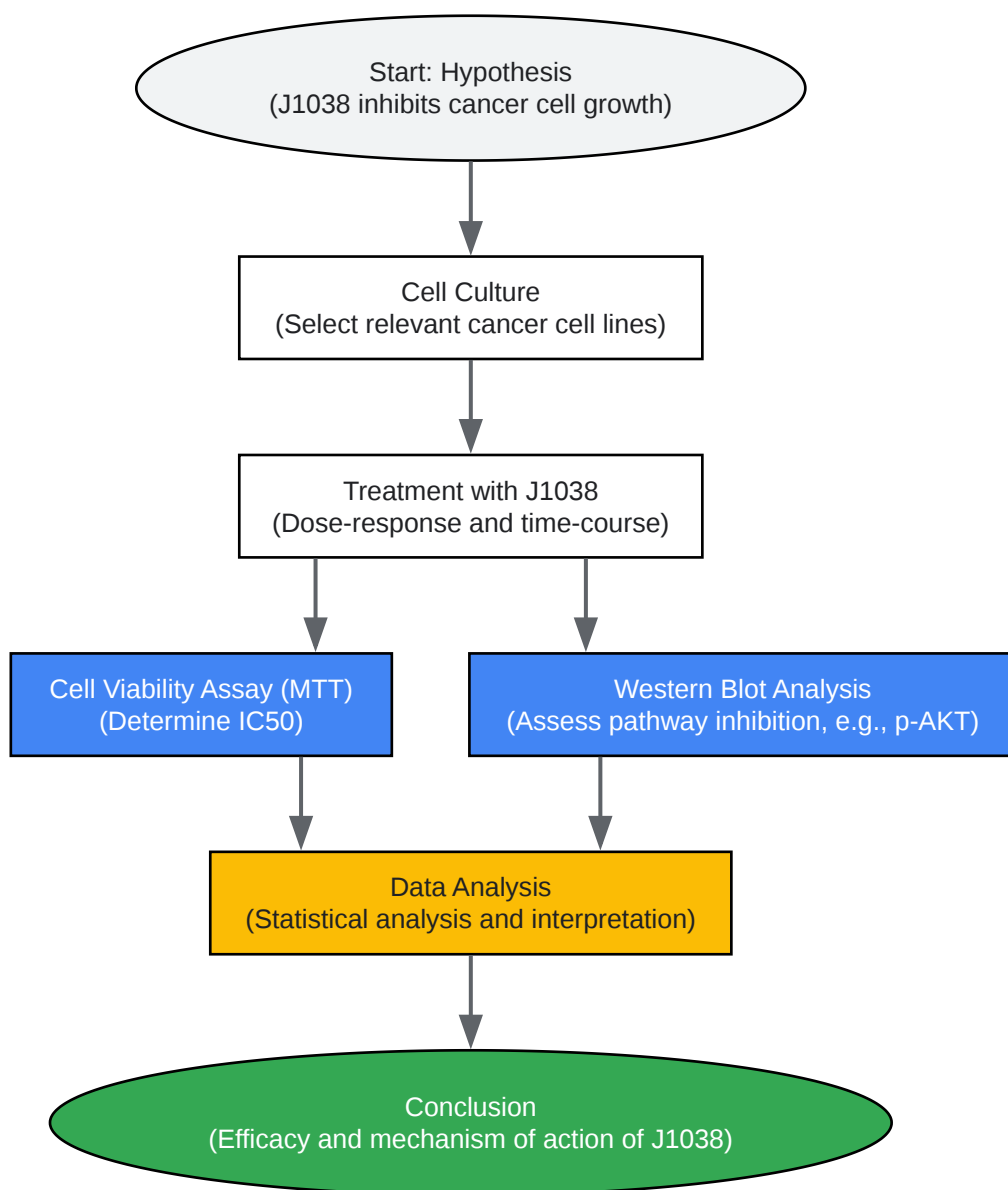 Start: Hypothesis
(J1038 inhibits cancer cell growth)
Cell Culture
(Select relevant cancer cell lines)
Treatment with J1038
(Dose-response and time-course)
Cell Viability Assay (MTT)
(Determine IC50)
Western Blot Analysis
(Assess pathway inhibition, e.g., p-AKT)
Data Analysis
(Statistical analysis and interpretation)
Conclusion
(Efficacy and mechanism of action of J1038)